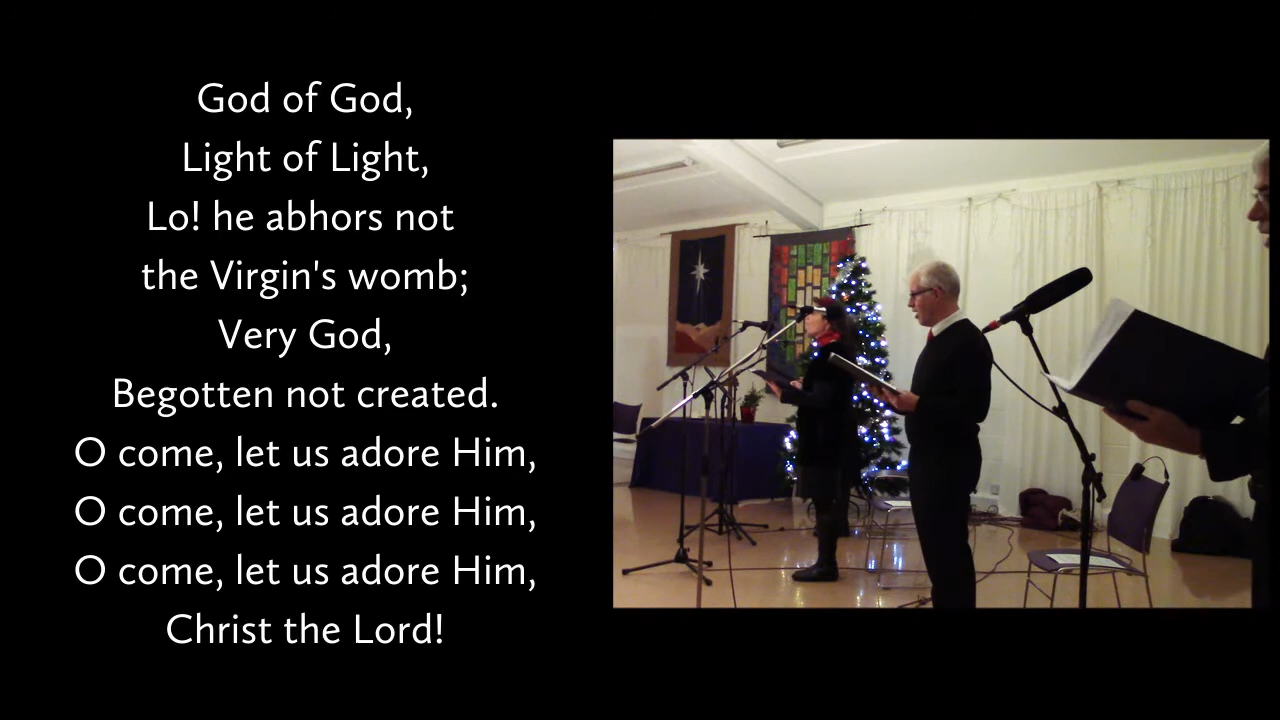 God of God,
Light of Light,
Lo! he abhors not
the Virgin's womb;
Very God,
Begotten not created.
O come, let us adore Him,
O come, let us adore Him,
O come, let us adore Him,
Christ the Lord!